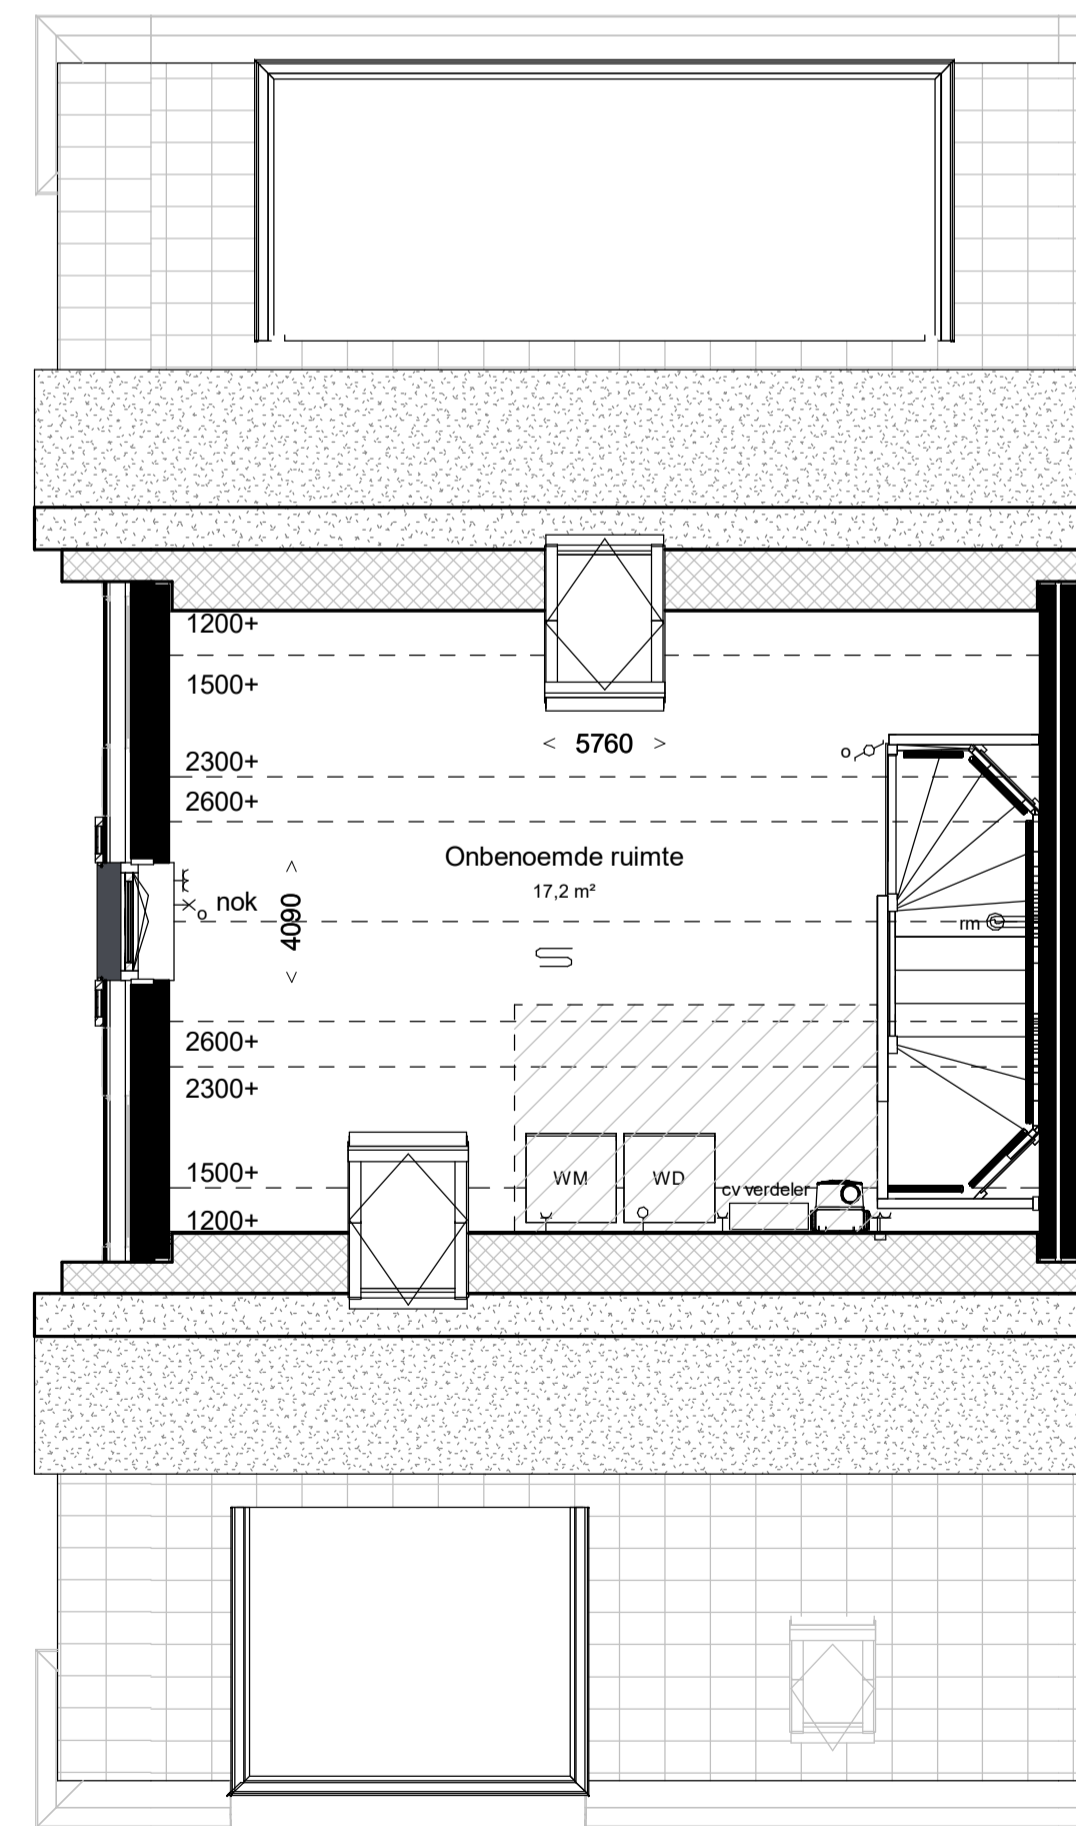 1200+
1500+
< 5760 >
2300+
2600+
Onbenoemde ruimte
17,2 m²
nok
< 4090 >
rm
2600+
2300+
1500+
WM
WD
cv verdeler
1200+